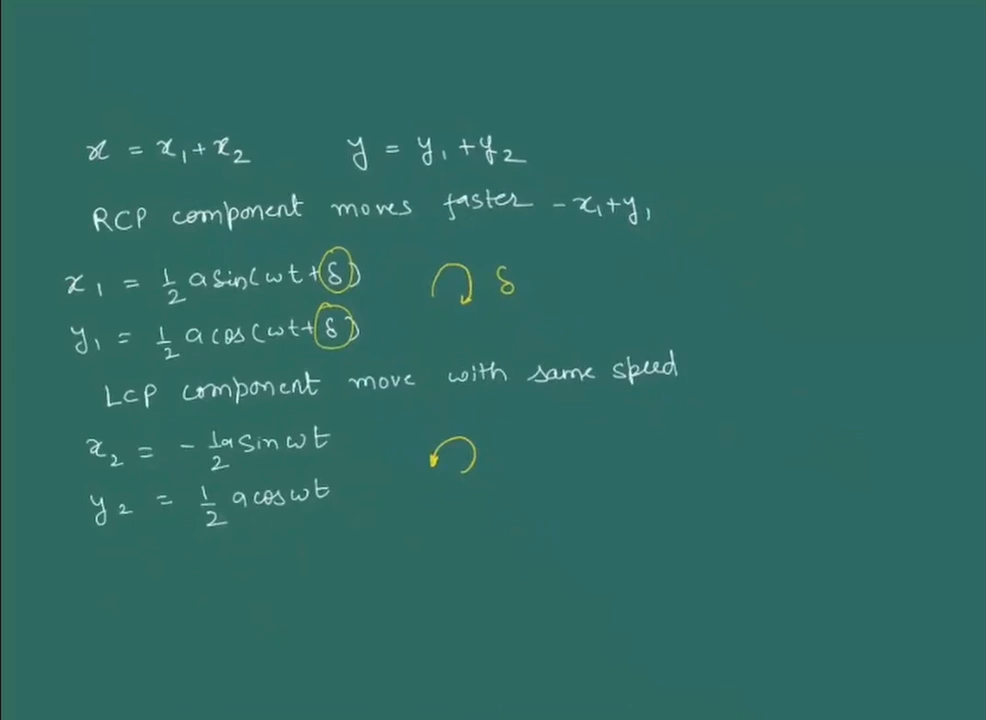 x = x₁ + x₂    y = y₁ + y₂
RCP component moves faster - x₁ + y₁
x₁ = 1/2 a sin(ωt + δ)    δ
y₁ = 1/2 a cos(ωt + δ)
LCP component move with same speed
x₂ = - 1a/2 sin ωt
y₂ = 1/2 a cos ωt